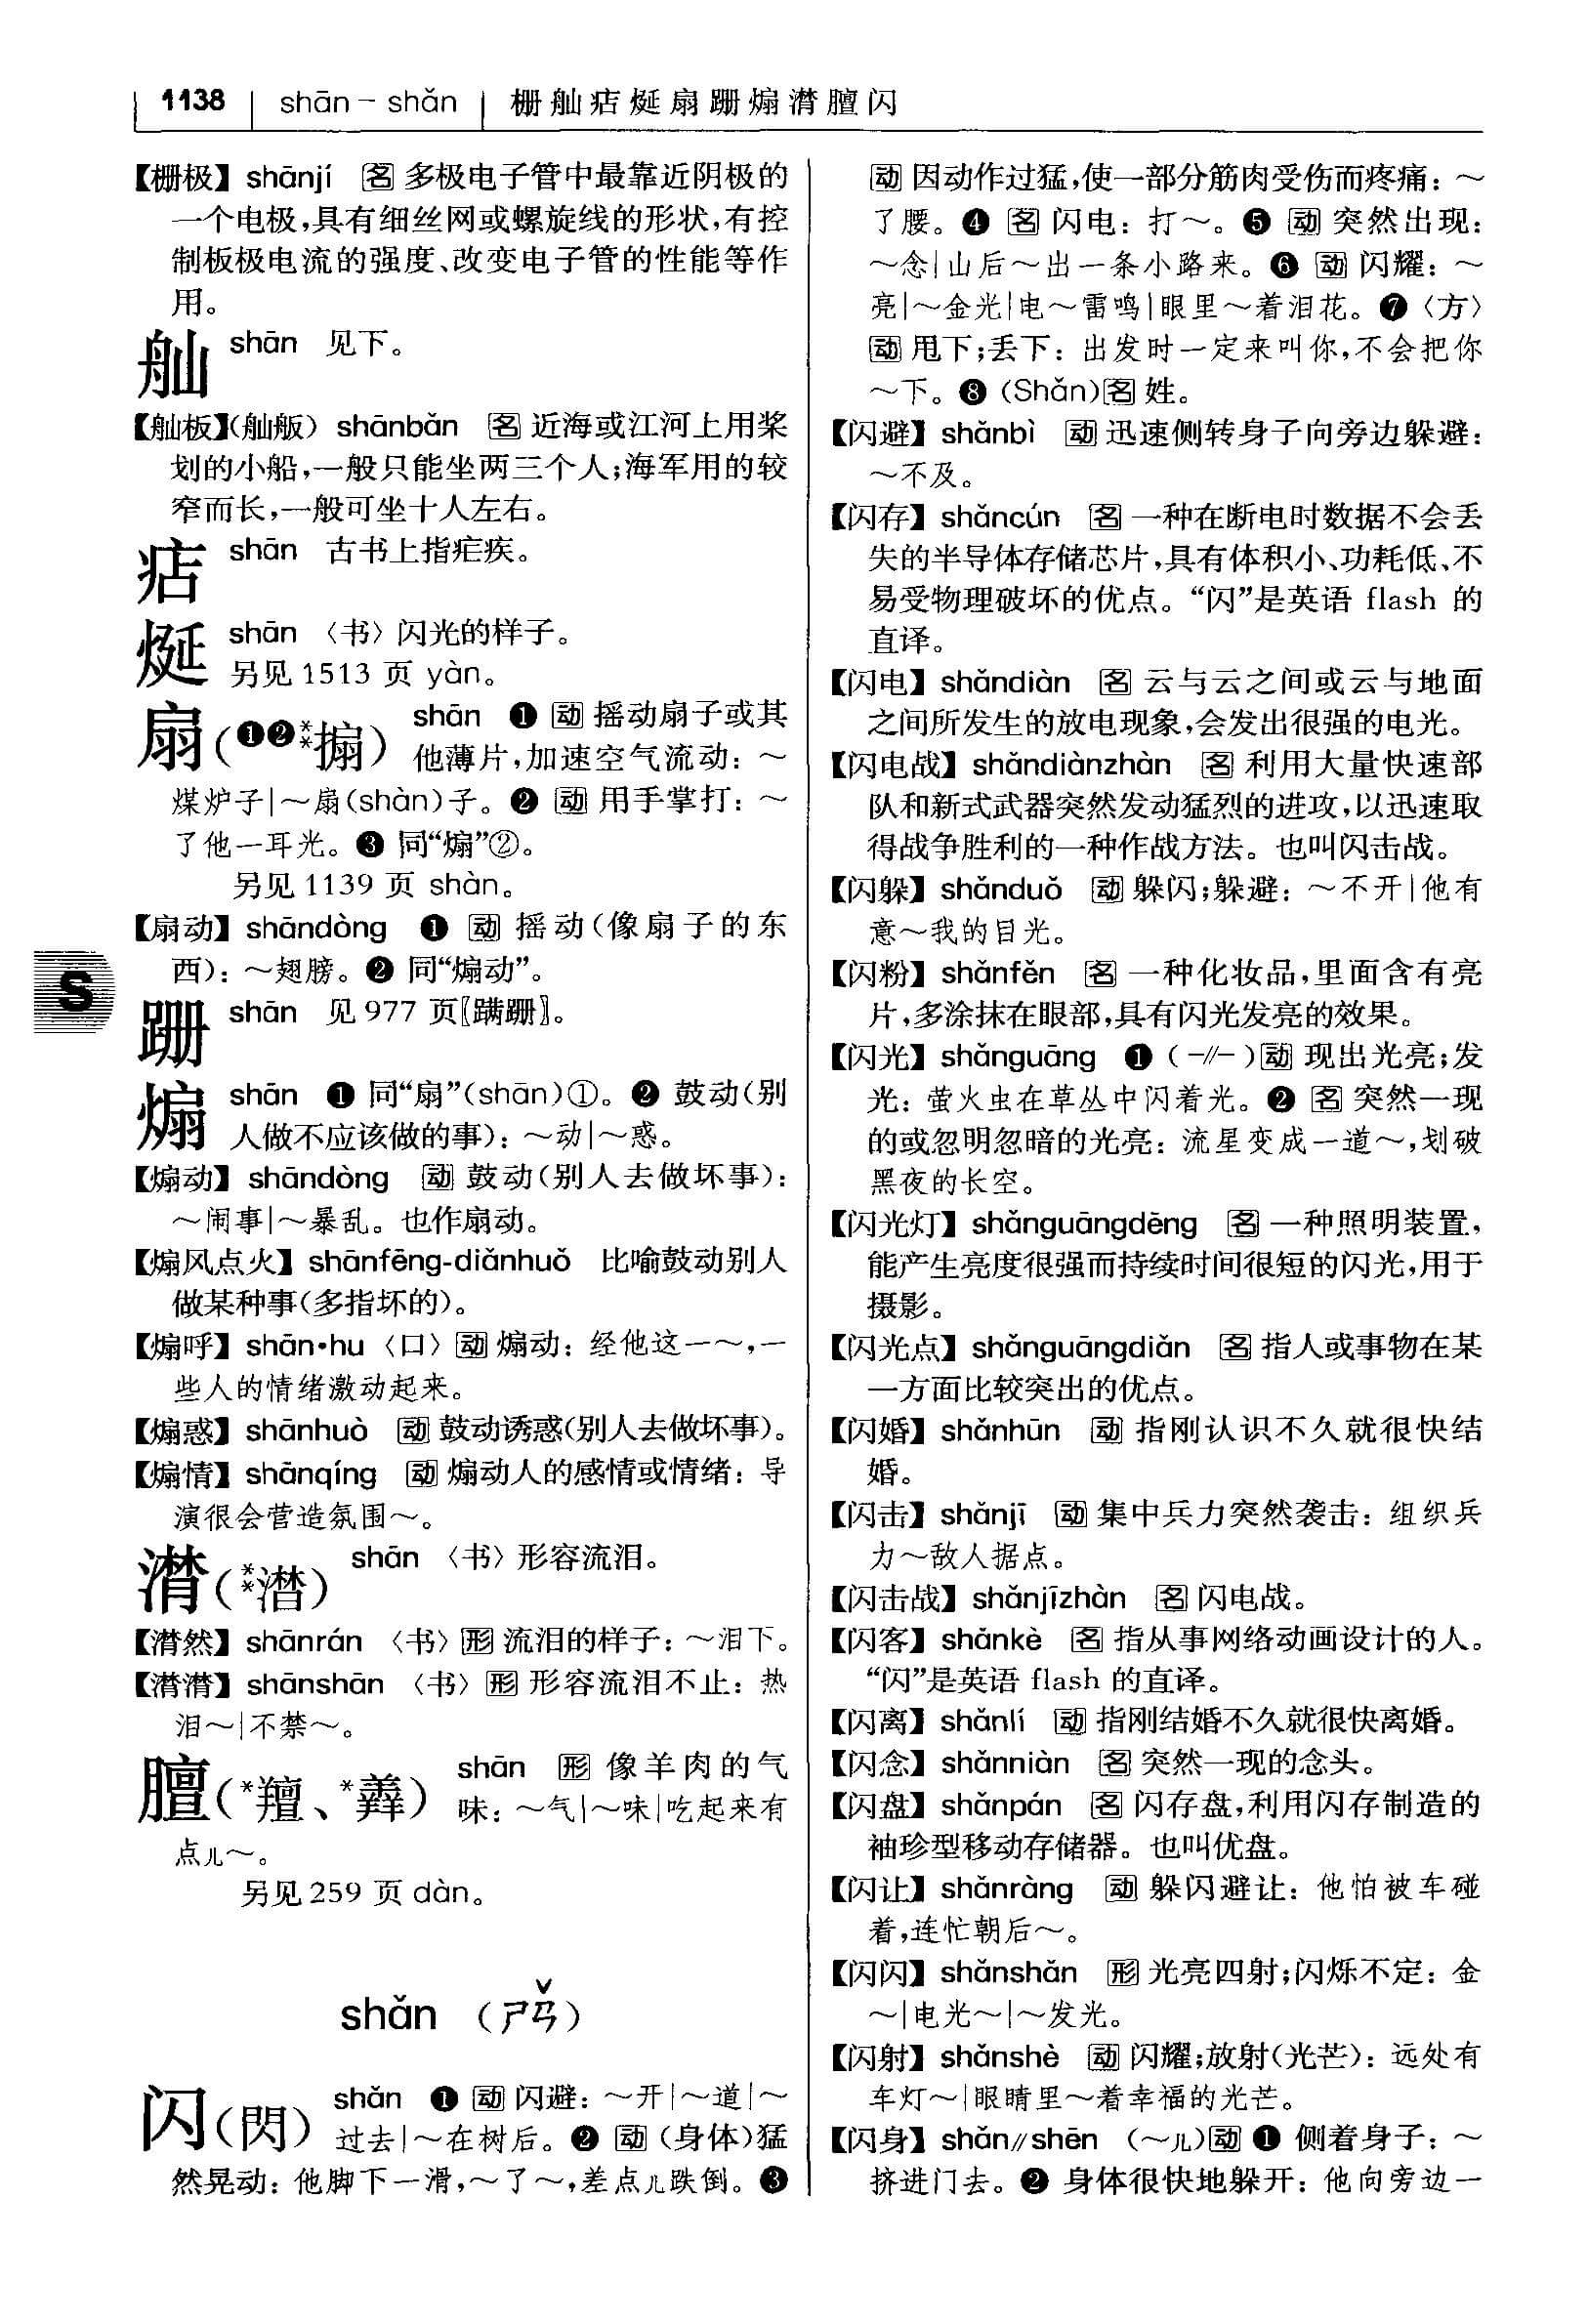 1138 shān－shǎn 栅舢痁烻扇跚煽潸膻闪
【栅极】 shānjí 名 多极电子管中最靠近阴极的
一个电极,具有细丝网或螺旋线的形状,有控
制板极电流的强度、改变电子管的性能等作
用。
舢 shān 见下。
【舢板】(舢舨) shānbǎn 名 近海或江河上用桨
划的小船,一般只能坐两三个人;海军用的较
窄而长,一般可坐十人左右。
痁 shān 古书上指疟疾。
烻 shān 〈书〉闪光的样子。
另见1513 页 yàn。
扇(❶❷**搧) shān ❶ 动 摇动扇子或其
他薄片,加速空气流动：～
煤炉子|～扇(shàn)子。❷ 动 用手掌打：～
了他一耳光。❸ 同“煽”②。
另见1139 页 shàn。
【扇动】 shāndòng ❶ 动 摇动(像扇子的东
西)：～翅膀。❷ 同“煽动”。
跚 shān 见977 页〖蹒跚〗。
煽 shān ❶ 同“扇”(shān)①。❷ 鼓动(别
人做不应该做的事)：～动|～惑。
【煽动】 shāndòng 动 鼓动(别人去做坏事)：
～闹事|～暴乱。也作扇动。
【煽风点火】 shānfēng-diǎnhuǒ 比喻鼓动别人
做某种事(多指坏的)。
【煽呼】 shān•hu〈口〉动 煽动：经他这一～,一
些人的情绪激动起来。
【煽惑】 shānhuò 动 鼓动诱惑(别人去做坏事)。
【煽情】 shānqíng 动 煽动人的感情或情绪：导
演很会营造氛围～。
潸(**澘) shān 〈书〉形容流泪。
【潸然】 shānrán 〈书〉形 流泪的样子：～泪下。
【潸潸】 shānshān 〈书〉形 形容流泪不止：热
泪～|不禁～。
膻(*羶、*羴) shān 形 像羊肉的气
味：～气|～味|吃起来有
点儿～。
另见259 页 dàn。
shǎn (ㄕㄢˇ)
闪(閃) shǎn ❶ 动 闪避：～开|～道|～
过去|～在树后。❷ 动 (身体)猛
然晃动：他脚下一滑,～了～,差点儿跌倒。❸
动 因动作过猛,使一部分筋肉受伤而疼痛：～
了腰。❹ 名 闪电：打～。❺ 动 突然出现：
～念|山后～出一条小路来。❻ 动 闪耀：～
亮|～金光|电～雷鸣|眼里～着泪花。❼〈方〉
动 甩下;丢下：出发时一定来叫你,不会把你
～下。❽ (Shǎn)名 姓。
【闪避】 shǎnbì 动 迅速侧转身子向旁边躲避：
～不及。
【闪存】 shǎncún 名 一种在断电时数据不会丢
失的半导体存储芯片,具有体积小、功耗低、不
易受物理破坏的优点。“闪”是英语 flash 的
直译。
【闪电】 shǎndiàn 名 云与云之间或云与地面
之间所发生的放电现象,会发出很强的电光。
【闪电战】 shǎndiànzhàn 名 利用大量快速部
队和新式武器突然发动猛烈的进攻,以迅速取
得战争胜利的一种作战方法。也叫闪击战。
【闪躲】 shǎnduǒ 动 躲闪;躲避：～不开|他有
意～我的目光。
【闪粉】 shǎnfěn 名 一种化妆品,里面含有亮
片,多涂抹在眼部,具有闪光发亮的效果。
【闪光】 shǎnguāng ❶ (-//-)动 现出光亮;发
光：萤火虫在草丛中闪着光。❷ 名 突然一现
的或忽明忽暗的光亮：流星变成一道～,划破
黑夜的长空。
【闪光灯】 shǎnguāngdēng 名 一种照明装置,
能产生亮度很强而持续时间很短的闪光,用于
摄影。
【闪光点】 shǎnguāngdiǎn 名 指人或事物在某
一方面比较突出的优点。
【闪婚】 shǎnhūn 动 指刚认识不久就很快结
婚。
【闪击】 shǎnjī 动 集中兵力突然袭击：组织兵
力～敌人据点。
【闪击战】 shǎnjīzhàn 名 闪电战。
【闪客】 shǎnkè 名 指从事网络动画设计的人。
“闪”是英语 flash 的直译。
【闪离】 shǎnlí 动 指刚结婚不久就很快离婚。
【闪念】 shǎnniàn 名 突然一现的念头。
【闪盘】 shǎnpán 名 闪存盘,利用闪存制造的
袖珍型移动存储器。也叫优盘。
【闪让】 shǎnràng 动 躲闪避让：他怕被车碰
着,连忙朝后～。
【闪闪】 shǎnshǎn 形 光亮四射;闪烁不定：金
～|电光～|～发光。
【闪射】 shǎnshè 动 闪耀;放射(光芒)：远处有
车灯～|眼睛里～着幸福的光芒。
【闪身】 shǎn//shēn (～儿)动 ❶ 侧着身子：～
挤进门去。❷ 身体很快地躲开：他向旁边一
S